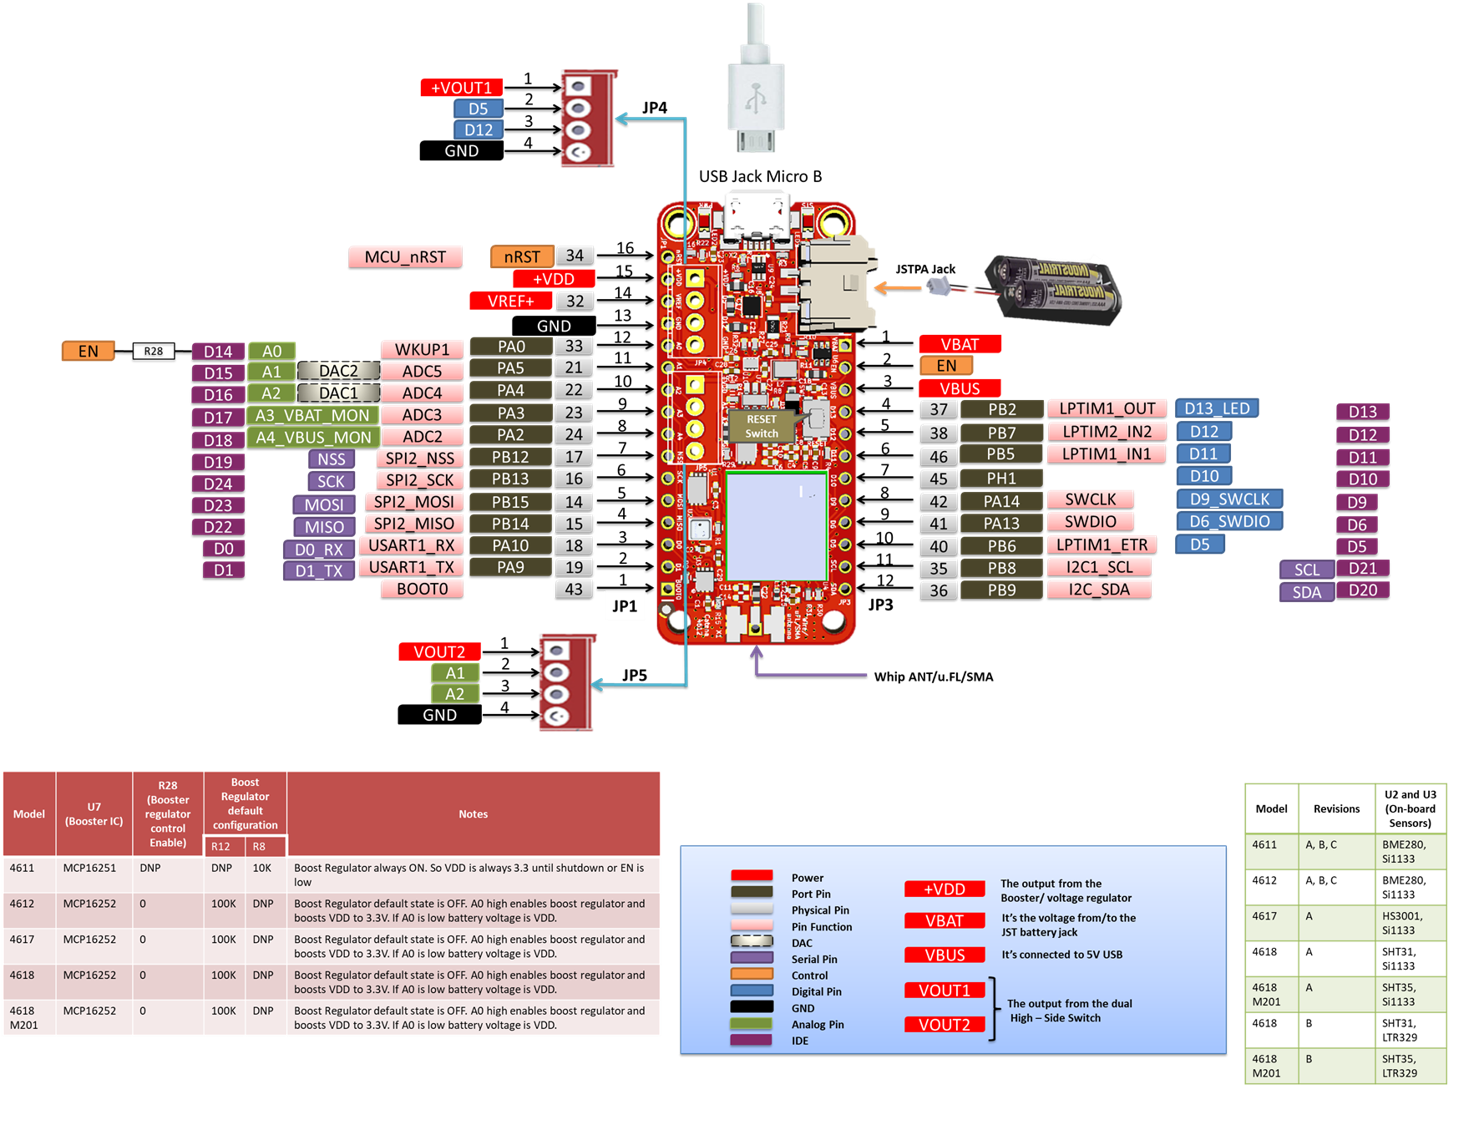 USB Jack Micro B
JP4
+VOUT1 1
D5 2
D12 3
GND 4
JSTPA Jack
INDUSTRIAL
INDUSTRIAL
MCU_nRST nRST 34 16
+VDD 15
VREF+ 32 14
GND 13
EN R28 D14 A0 WKUP1 PA0 33 12
D15 A1 DAC2 ADC5 PA5 21 11
D16 A2 DAC1 ADC4 PA4 22 10
D17 A3_VBAT_MON ADC3 PA3 23 9
D18 A4_VBUS_MON ADC2 PA2 24 8
D19 NSS SPI2_NSS PB12 17 7
D24 SCK SPI2_SCK PB13 16 6
D23 MOSI SPI2_MOSI PB15 14 5
D22 MISO SPI2_MISO PB14 15 4
D0 D0_RX USART1_RX PA10 18 3
D1 D1_TX USART1_TX PA9 19 2
BOOT0 43 1
JP1
RESET
Switch
1 VBAT
2 EN
3 VBUS
4 37 PB2 LPTIM1_OUT D13_LED D13
5 38 PB7 LPTIM2_IN2 D12 D12
6 46 PB5 LPTIM1_IN1 D11 D11
7 45 PH1 D10 D10
8 42 PA14 SWCLK D9_SWCLK D9
9 41 PA13 SWDIO D6_SWDIO D6
10 40 PB6 LPTIM1_ETR D5 D5
11 35 PB8 I2C1_SCL SCL D21
12 36 PB9 I2C_SDA SDA D20
JP3
JP5
VOUT2 1
A1 2
A2 3
GND 4
Whip ANT/u.FL/SMA
Model U7 (Booster IC) R28 (Booster regulator control Enable) Boost Regulator default configuration Notes
R12 R8
4611 MCP16251 DNP DNP 10K Boost Regulator always ON. So VDD is always 3.3 until shutdown or EN is
low
4612 MCP16252 0 100K DNP Boost Regulator default state is OFF. A0 high enables boost regulator and
boosts VDD to 3.3V. If A0 is low battery voltage is VDD.
4617 MCP16252 0 100K DNP Boost Regulator default state is OFF. A0 high enables boost regulator and
boosts VDD to 3.3V. If A0 is low battery voltage is VDD.
4618 MCP16252 0 100K DNP Boost Regulator default state is OFF. A0 high enables boost regulator and
boosts VDD to 3.3V. If A0 is low battery voltage is VDD.
4618 M201 MCP16252 0 100K DNP Boost Regulator default state is OFF. A0 high enables boost regulator and
boosts VDD to 3.3V. If A0 is low battery voltage is VDD.
Power
Port Pin
Physical Pin
Pin Function
DAC
Serial Pin
Control
Digital Pin
GND
Analog Pin
IDE
+VDD The output from the
Booster/ voltage regulator
VBAT It's the voltage from/to the
JST battery jack
VBUS It's connected to 5V USB
VOUT1
VOUT2
The output from the dual
High – Side Switch
Model Revisions U2 and U3 (On-board Sensors)
4611 A, B, C BME280, Si1133
4612 A, B, C BME280, Si1133
4617 A HS3001, Si1133
4618 A SHT31, Si1133
4618 M201 A SHT35, Si1133
4618 B SHT31, LTR329
4618 M201 B SHT35, LTR329